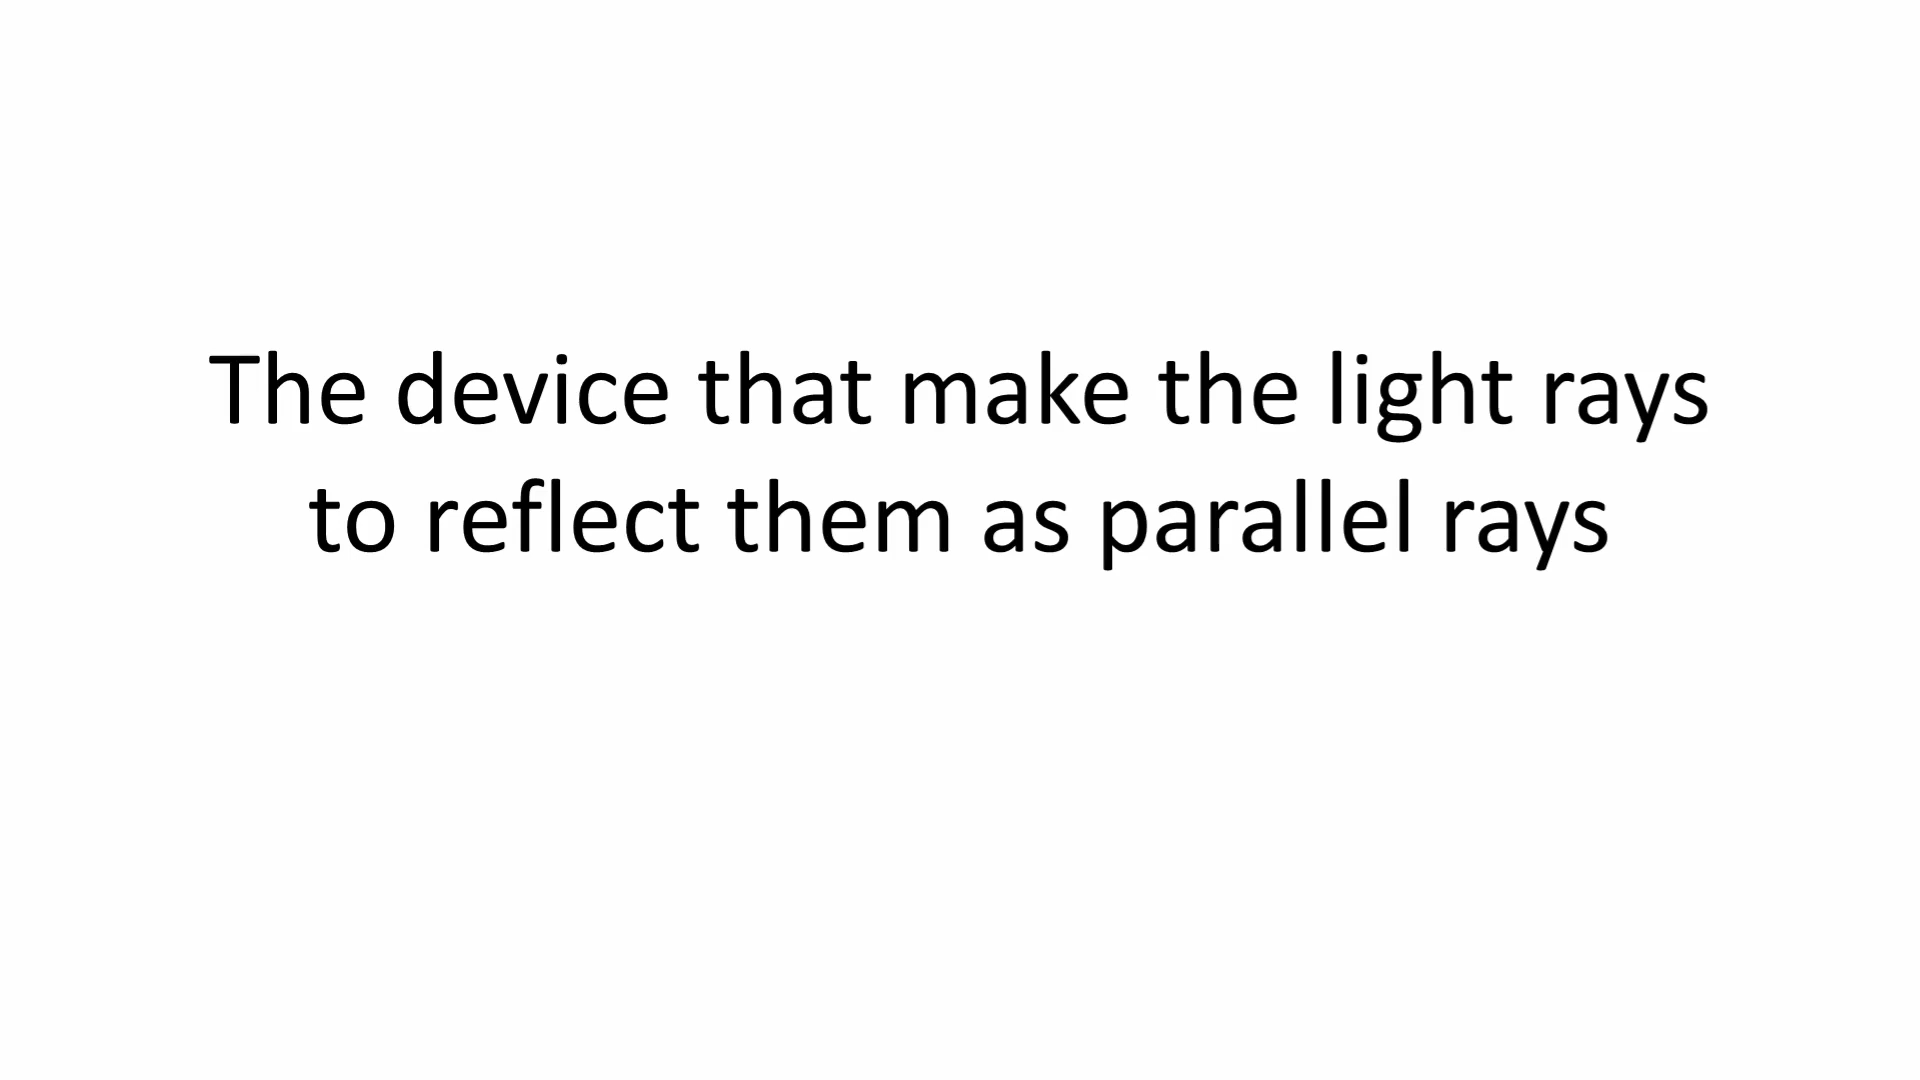 The device that make the light rays
to reflect them as parallel rays